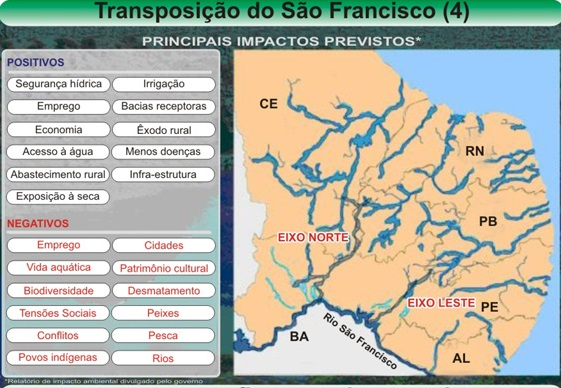 Transposição do São Francisco (4)
PRINCIPAIS IMPACTOS PREVISTOS*
POSITIVOS
Segurança hídrica Irrigação
Emprego Bacias receptoras
Economia Êxodo rural
Acesso à água Menos doenças
Abastecimento rural Infra-estrutura
Exposição à seca
NEGATIVOS
Emprego Cidades
Vida aquática Patrimônio cultural
Biodiversidade Desmatamento
Tensões Sociais Peixes
Conflitos Pesca
Povos indígenas Rios
*Relatório de impacto ambiental divulgado pelo governo
CE
RN
PB
EIXO NORTE
EIXO LESTE
PE
BA
Rio São Francisco
AL